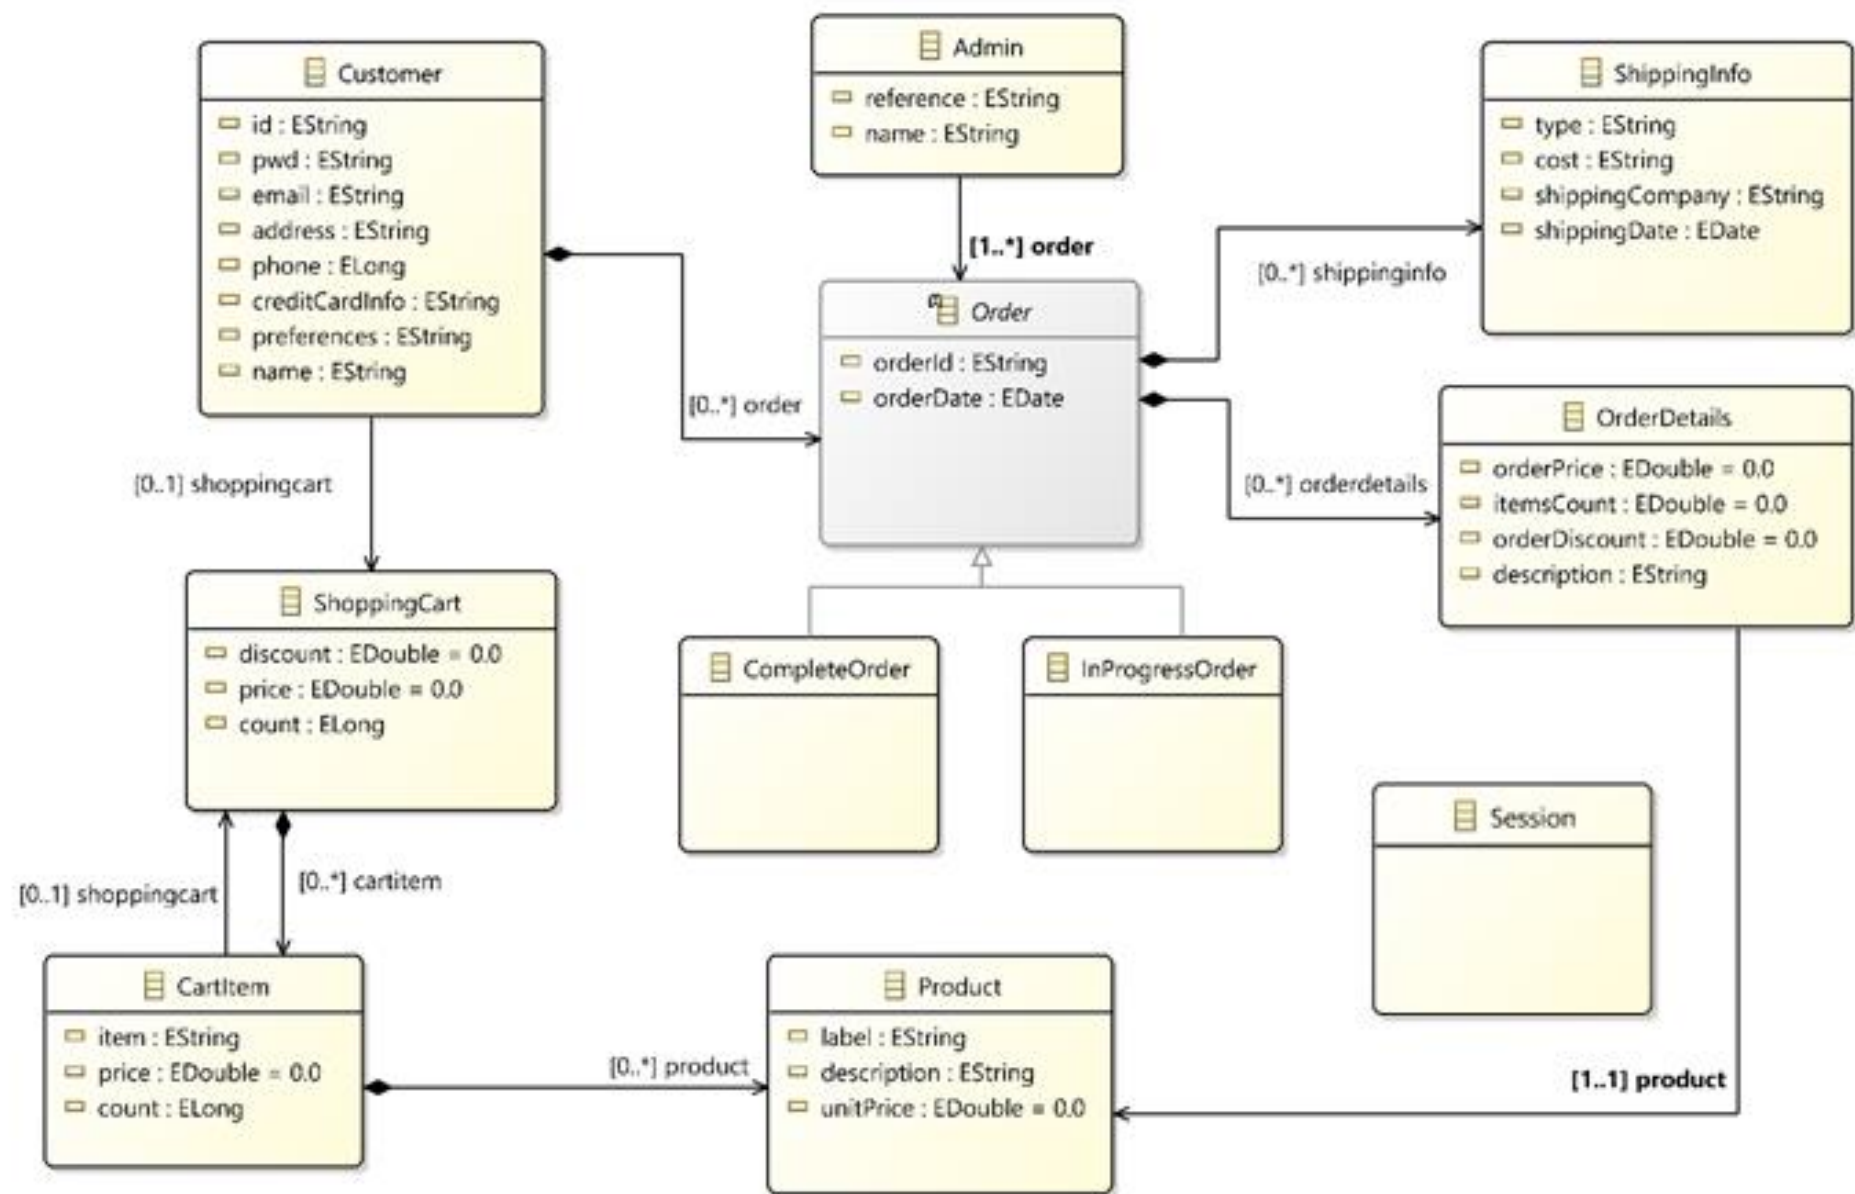 Customer
id : EString
pwd : EString
email : EString
address : EString
phone : ELong
creditCardInfo : EString
preferences : EString
name : EString
Admin
reference : EString
name : EString
ShippingInfo
type : EString
cost : EString
shippingCompany : EString
shippingDate : EDate
[1..*] order
[0..*] shippinginfo
Order
orderId : EString
orderDate : EDate
[0..*] order
[0..*] orderdetails
OrderDetails
orderPrice : EDouble = 0.0
itemsCount : EDouble = 0.0
orderDiscount : EDouble = 0.0
description : EString
[0..1] shoppingcart
ShoppingCart
discount : EDouble = 0.0
price : EDouble = 0.0
count : ELong
CompleteOrder
InProgressOrder
Session
[0..1] shoppingcart
[0..*] cartitem
CartItem
item : EString
price : EDouble = 0.0
count : ELong
[0..*] product
Product
label : EString
description : EString
unitPrice : EDouble = 0.0
[1..1] product